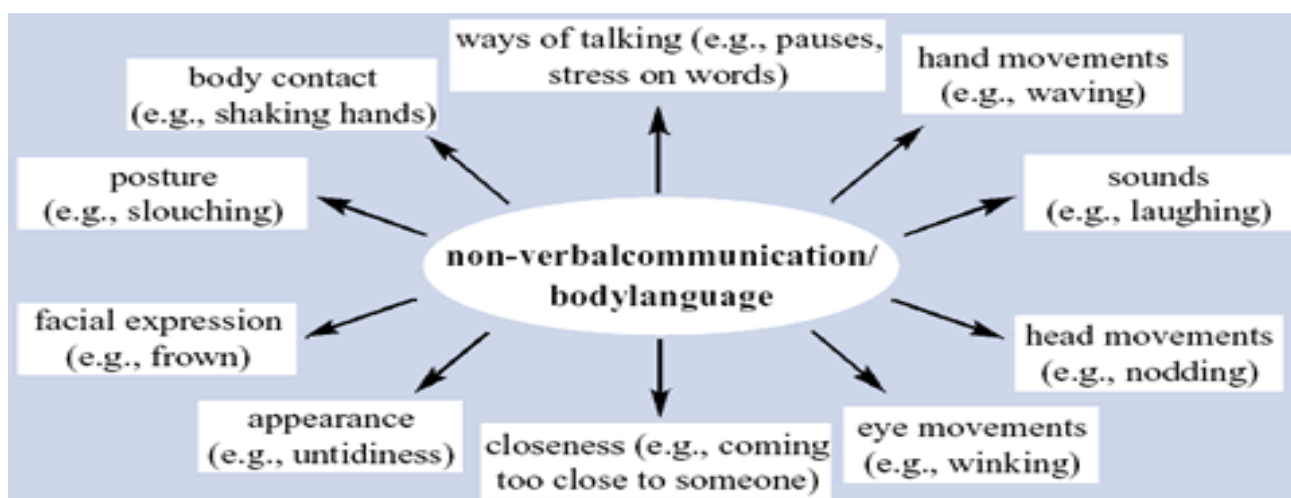 ways of talking (e.g., pauses,
stress on words)
hand movements
(e.g., waving)
body contact
(e.g., shaking hands)
posture
(e.g., slouching)
sounds
(e.g., laughing)
non-verbalcommunication/
bodylanguage
facial expression
(e.g., frown)
head movements
(e.g., nodding)
appearance
(e.g., untidiness)
closeness (e.g., coming
too close to someone)
eye movements
(e.g., winking)